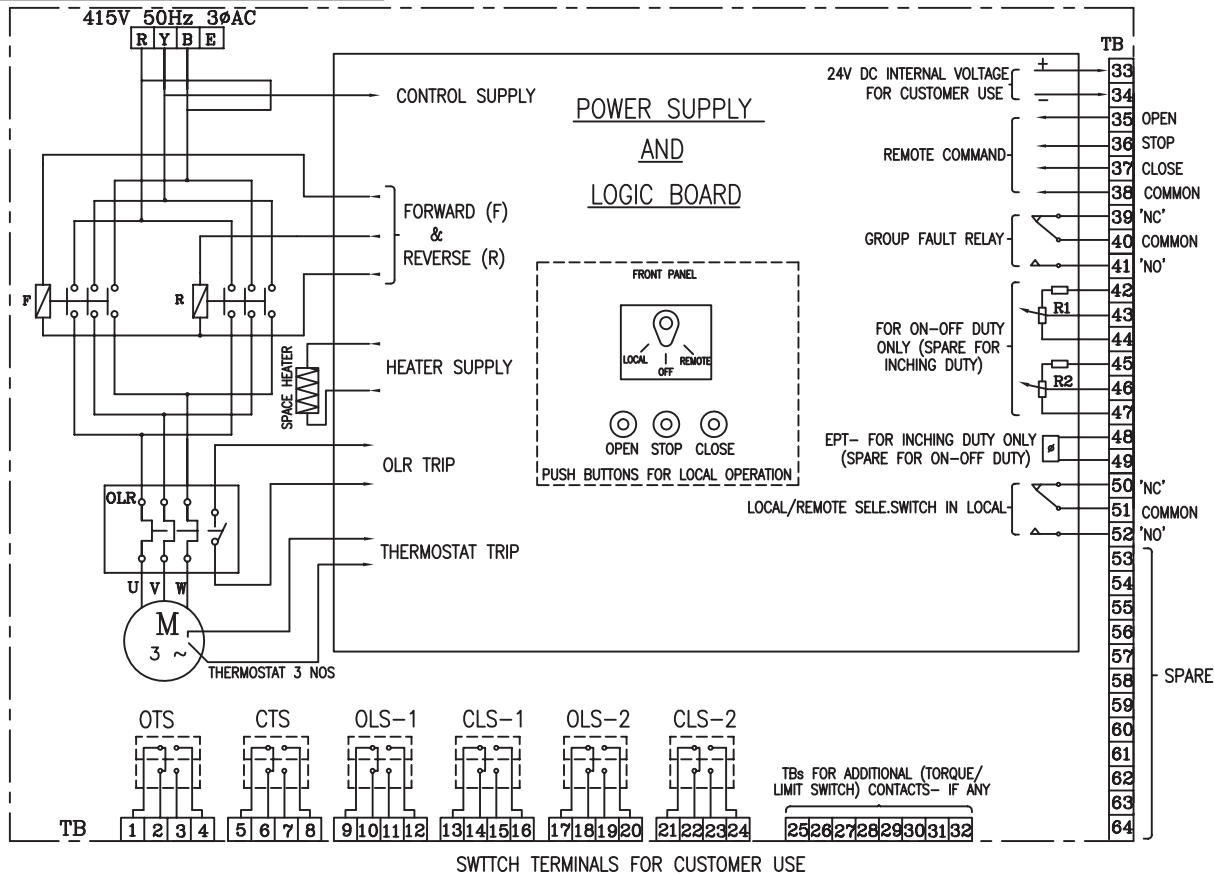 415V 50Hz 3øAC
R Y B E
CONTROL SUPPLY
POWER SUPPLY
AND
LOGIC BOARD
FORWARD (F)
&
REVERSE (R)
F
R
SPACE HEATER
HEATER SUPPLY
OLR TRIP
OLR
THERMOSTAT TRIP
U V W
M
3 ~
THERMOSTAT 3 NOS
FRONT PANEL
LOCAL
OFF
REMOTE
OPEN STOP CLOSE
PUSH BUTTONS FOR LOCAL OPERATION
TB
24V DC INTERNAL VOLTAGE
FOR CUSTOMER USE
+
−
REMOTE COMMAND
GROUP FAULT RELAY
FOR ON-OFF DUTY
ONLY (SPARE FOR
INCHING DUTY)
R1
R2
EPT- FOR INCHING DUTY ONLY
(SPARE FOR ON-OFF DUTY)
ø
LOCAL/REMOTE SELE.SWITCH IN LOCAL
33
34
35 OPEN
36 STOP
37 CLOSE
38 COMMON
39 'NC'
40 COMMON
41 'NO'
42
43
44
45
46
47
48
49
50 'NC'
51 COMMON
52 'NO'
53
54
55
56
57
58
59
60
61
62
63
64
SPARE
OTS CTS OLS-1 CLS-1 OLS-2 CLS-2
TBs FOR ADDITIONAL (TORQUE/
LIMIT SWITCH) CONTACTS- IF ANY
TB 1 2 3 4 5 6 7 8 9 10 11 12 13 14 15 16 17 18 19 20 21 22 23 24 25 26 27 28 29 30 31 32
SWTTCH TERMINALS FOR CUSTOMER USE